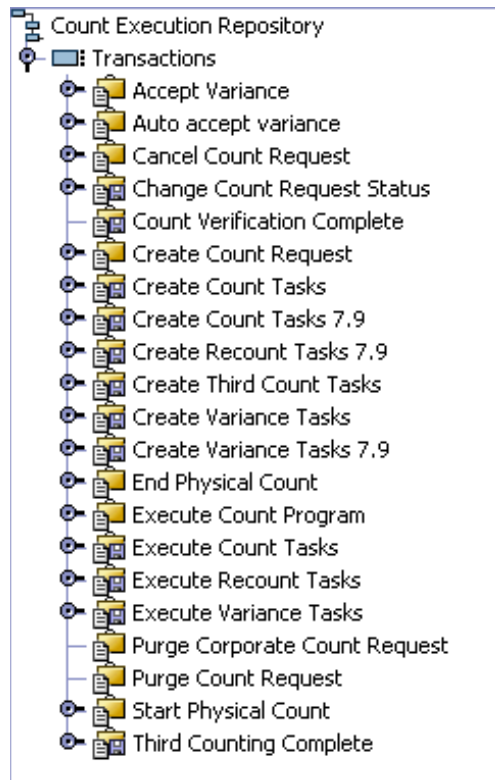 Count Execution Repository
Transactions
Accept Variance
Auto accept variance
Cancel Count Request
Change Count Request Status
Count Verification Complete
Create Count Request
Create Count Tasks
Create Count Tasks 7.9
Create Recount Tasks 7.9
Create Third Count Tasks
Create Variance Tasks
Create Variance Tasks 7.9
End Physical Count
Execute Count Program
Execute Count Tasks
Execute Recount Tasks
Execute Variance Tasks
Purge Corporate Count Request
Purge Count Request
Start Physical Count
Third Counting Complete